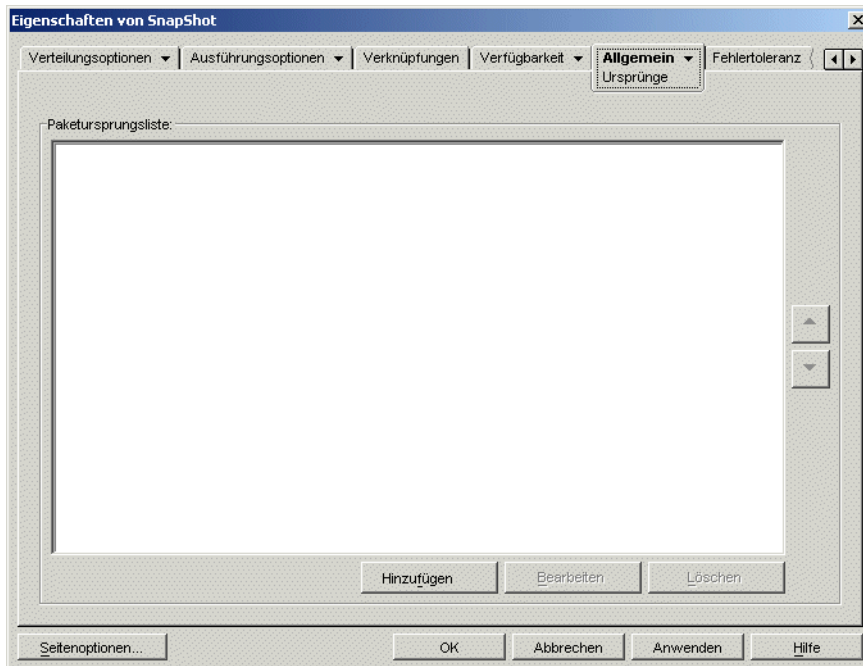 Eigenschaften von SnapShot
Verteilungsoptionen
Ausführungsoptionen
Verknüpfungen
Verfügbarkeit
Allgemein
Ursprünge
Fehlertoleranz
Paketursprungsliste:
Hinzufügen
Bearbeiten
Löschen
Seitenoptionen...
OK
Abbrechen
Anwenden
Hilfe